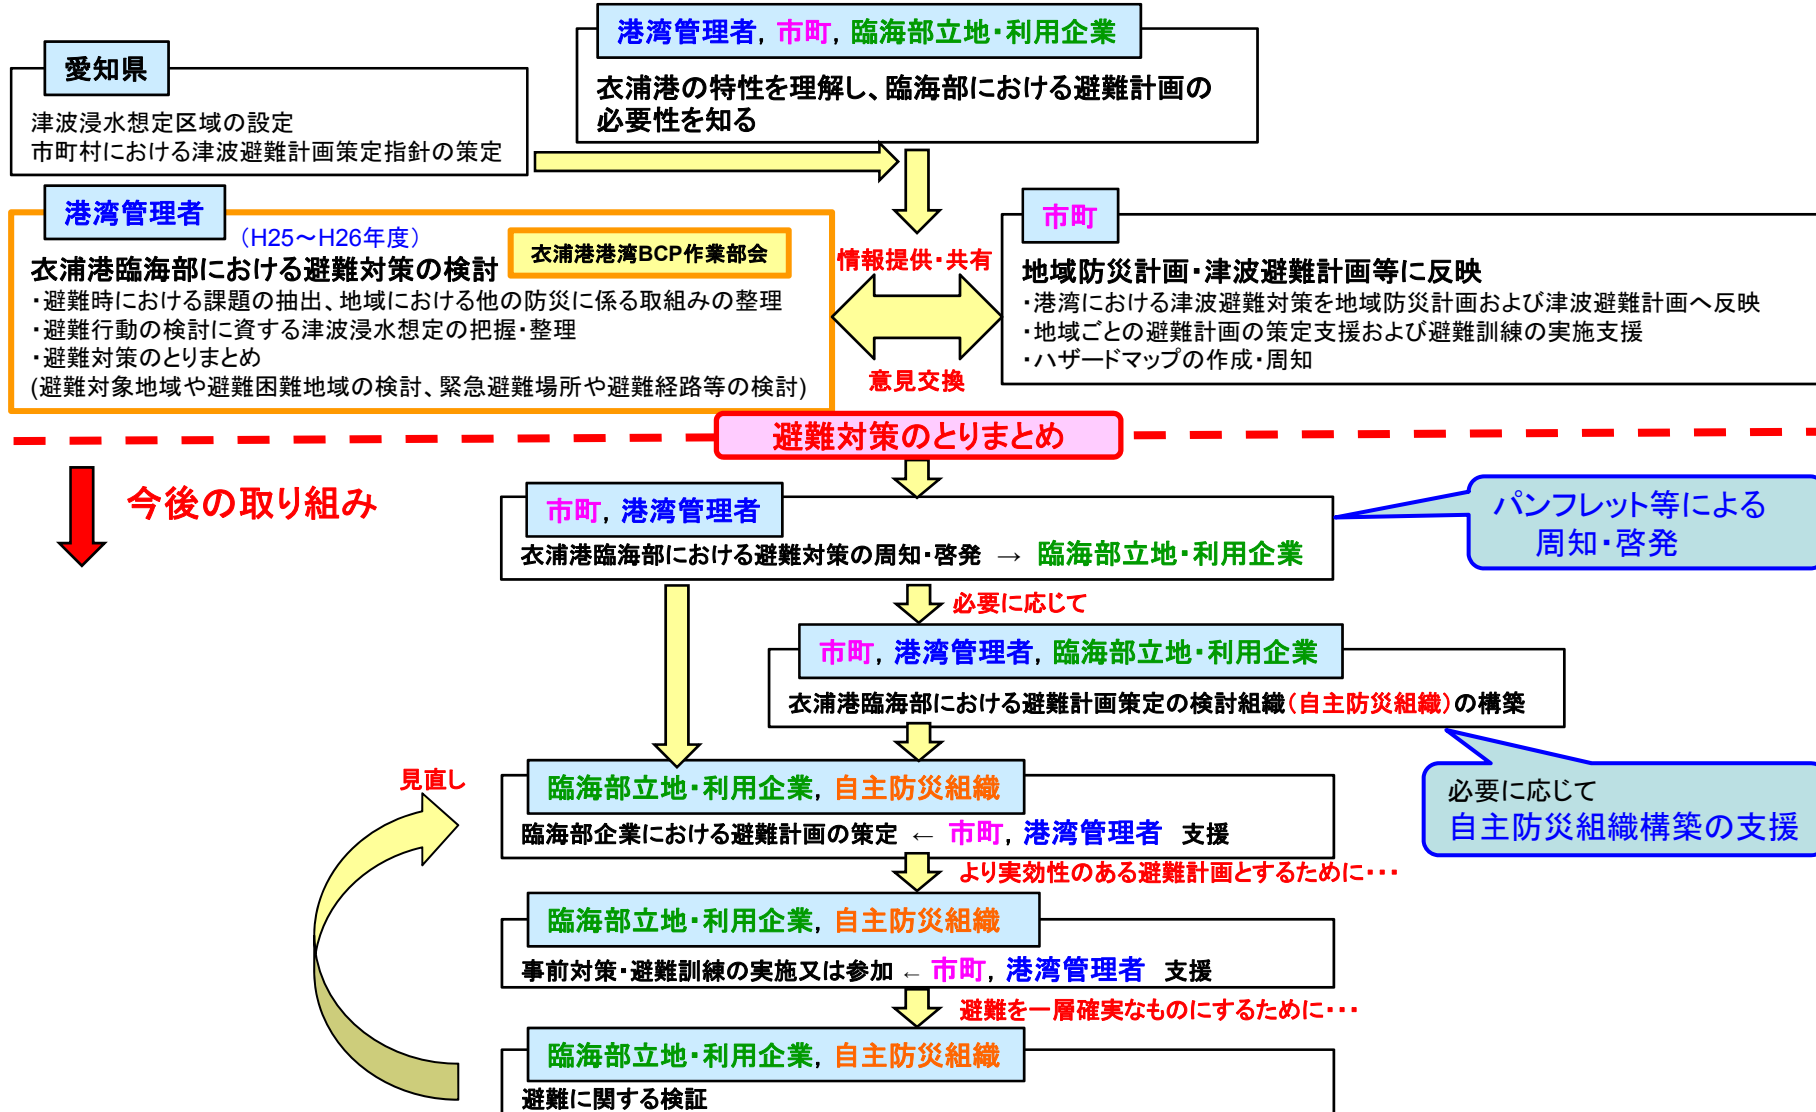 愛知県
津波浸水想定区域の設定
市町村における津波避難計画策定指針の策定
港湾管理者，市町，臨海部立地・利用企業
衣浦港の特性を理解し、臨海部における避難計画の
必要性を知る
港湾管理者
（H25～H26年度）
衣浦港港湾BCP作業部会
衣浦港臨海部における避難対策の検討
・避難時における課題の抽出、地域における他の防災に係る取組みの整理
・避難行動の検討に資する津波浸水想定の把握・整理
・避難対策のとりまとめ
(避難対象地域や避難困難地域の検討、緊急避難場所や避難経路等の検討)
情報提供・共有
意見交換
市町
地域防災計画・津波避難計画等に反映
・港湾における津波避難対策を地域防災計画および津波避難計画へ反映
・地域ごとの避難計画の策定支援および避難訓練の実施支援
・ハザードマップの作成・周知
避難対策のとりまとめ
今後の取り組み
市町，港湾管理者
衣浦港臨海部における避難対策の周知・啓発 → 臨海部立地・利用企業
パンフレット等による
周知・啓発
必要に応じて
市町，港湾管理者，臨海部立地・利用企業
衣浦港臨海部における避難計画策定の検討組織（自主防災組織）の構築
必要に応じて
自主防災組織構築の支援
見直し
臨海部立地・利用企業，自主防災組織
臨海部企業における避難計画の策定 ← 市町，港湾管理者 支援
より実効性のある避難計画とするために・・・
臨海部立地・利用企業，自主防災組織
事前対策・避難訓練の実施又は参加 ← 市町，港湾管理者 支援
避難を一層確実なものにするために・・・
臨海部立地・利用企業，自主防災組織
避難に関する検証